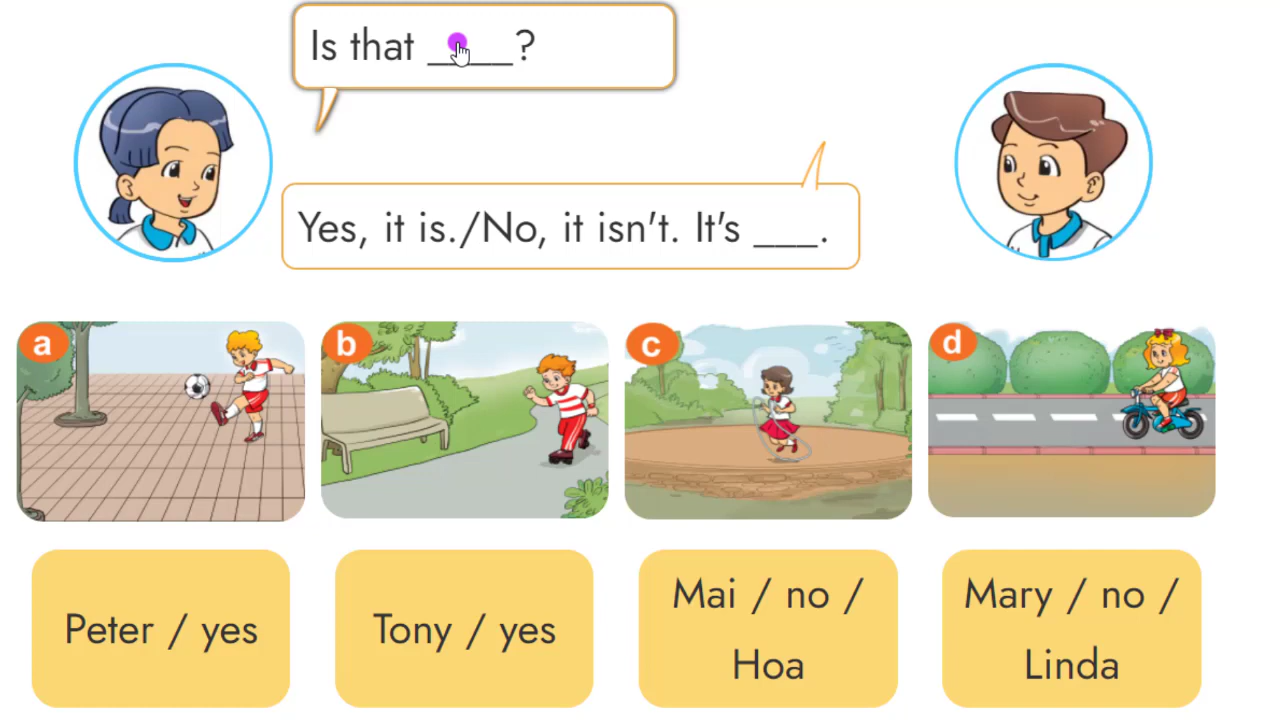 Is that ____?
Yes, it is./No, it isn't. It's ___.
a
b
c
d
Peter / yes
Tony / yes
Mai / no /
Hoa
Mary / no /
Linda